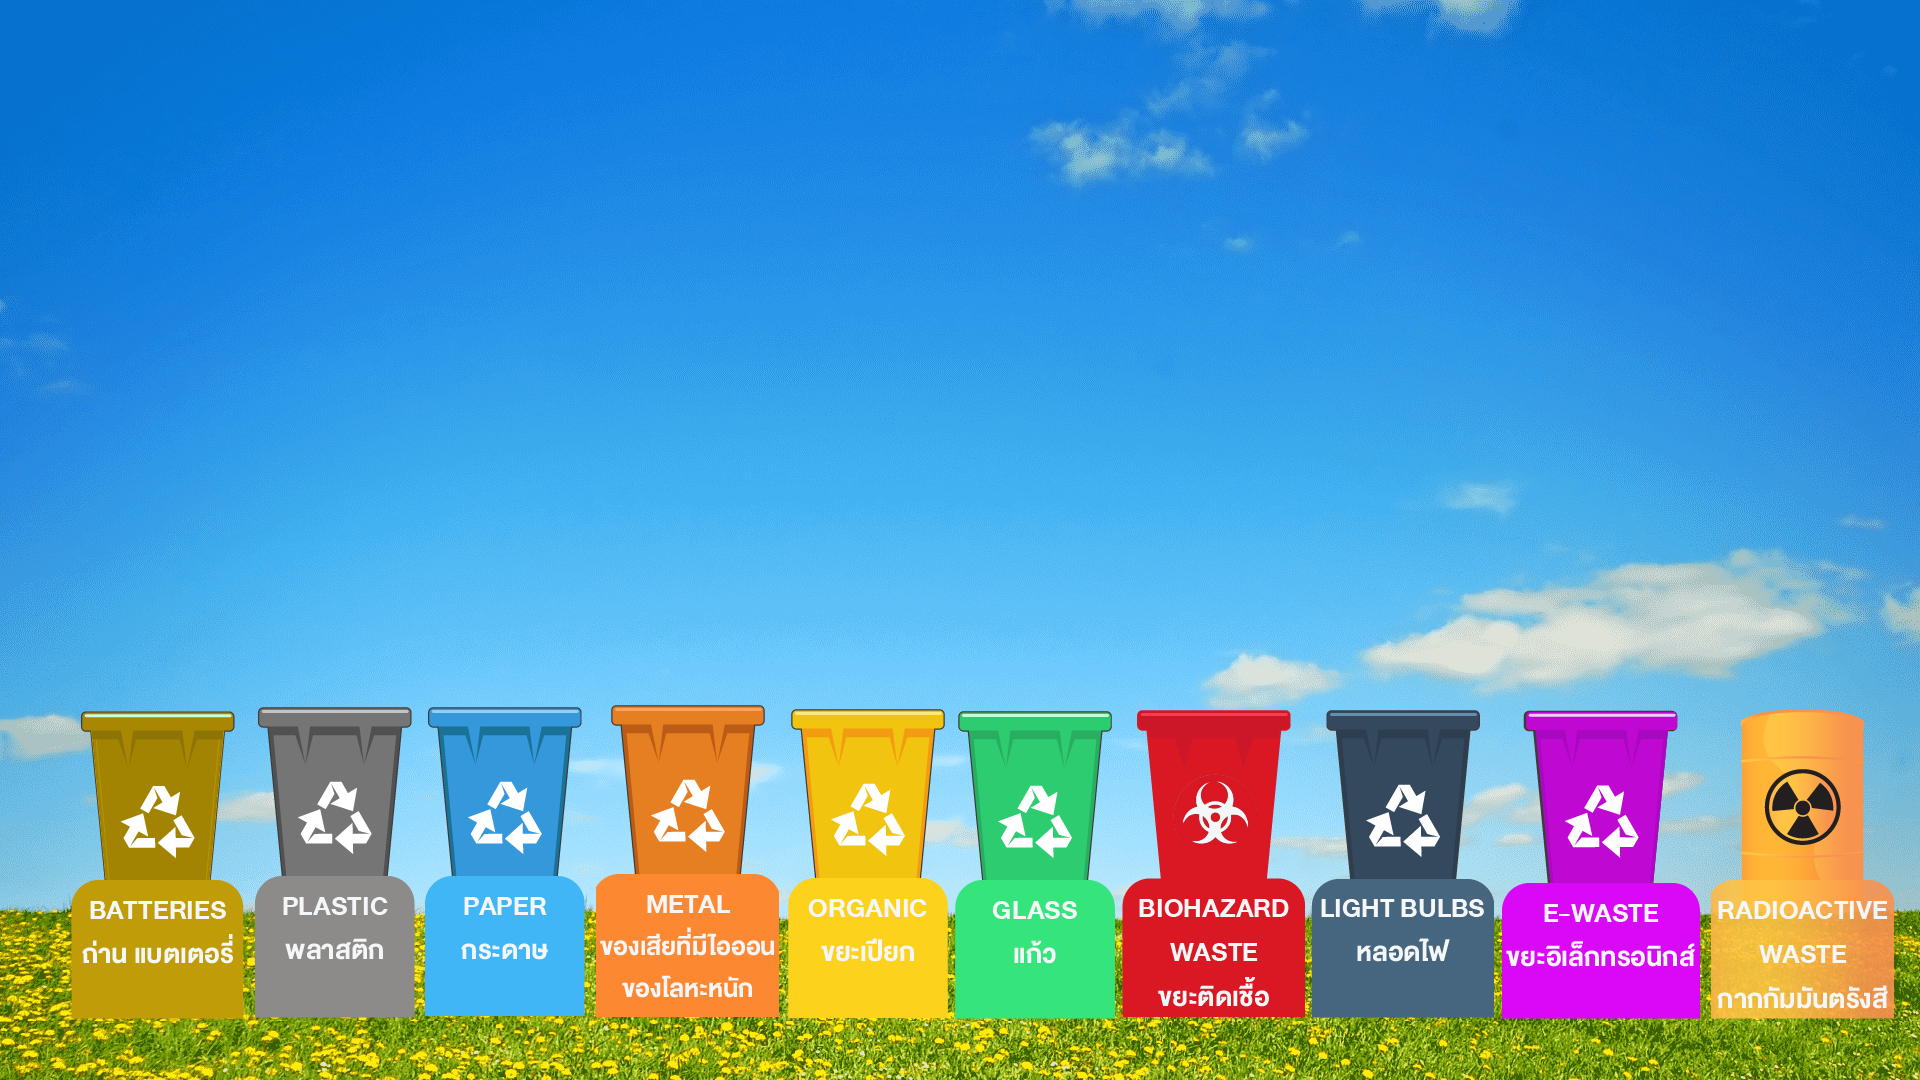 BATTERIES
ถ่าน แบตเตอรี่
PLASTIC
พลาสติก
PAPER
กระดาษ
METAL
ของเสียที่มีไอออน
ของโลหะหนัก
ORGANIC
ขยะเปียก
GLASS
แก้ว
BIOHAZARD
WASTE
ขยะติดเชื้อ
LIGHT BULBS
หลอดไฟ
E-WASTE
ขยะอิเล็กทรอนิกส์
RADIOACTIVE
WASTE
กากกัมมันตรังสี